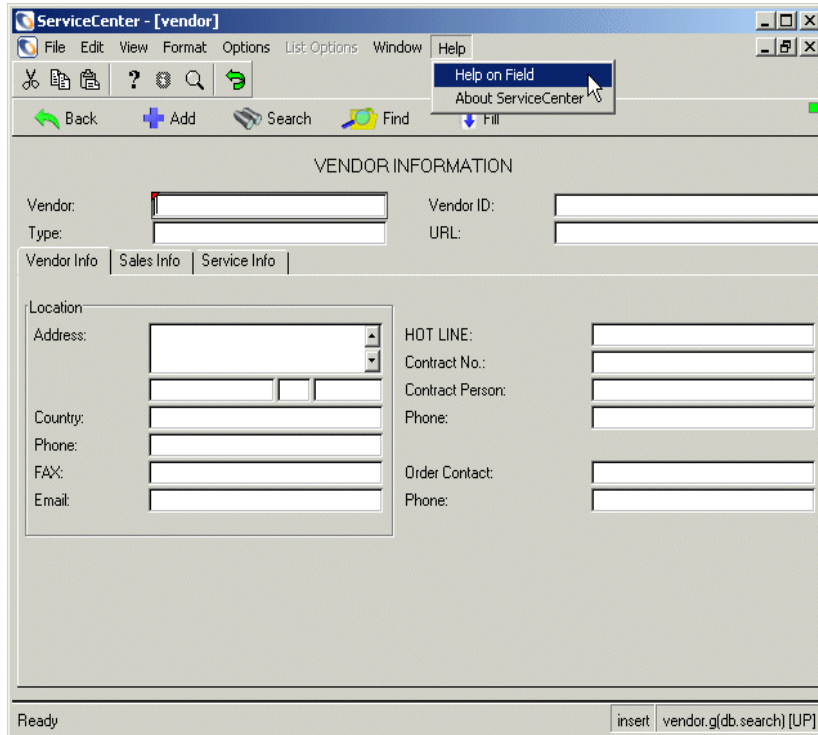 ServiceCenter - [vendor]
File Edit View Format Options List Options Window Help
Help on Field
About ServiceCenter
Back Add Search Find Fill
VENDOR INFORMATION
Vendor: Vendor ID:
Type: URL:
Vendor Info Sales Info Service Info
Location
Address: HOT LINE:
Contract No.:
Contract Person:
Country: Phone:
Phone:
FAX: Order Contact:
Email: Phone:
Ready insert vendor.g(db.search) [UP]